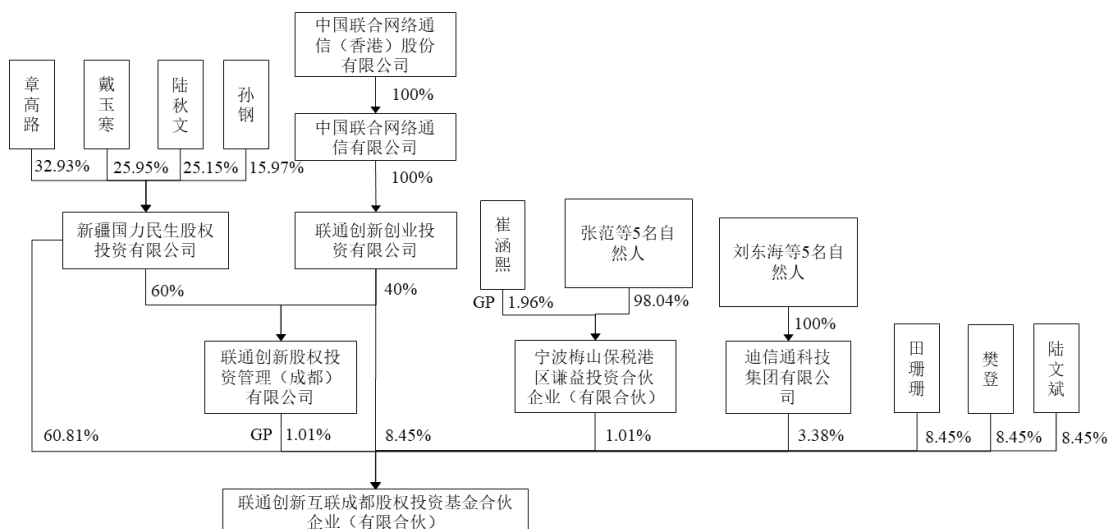 中国联合网络通
信（香港）股份
有限公司
章高路
戴玉寒
陆秋文
孙钢
100%
中国联合网络通
信有限公司
32.93%
25.95%
25.15%
15.97%
100%
新疆国力民生股权
投资有限公司
联通创新创业投
资有限公司
崔涵熙
张范等5名自
然人
刘东海等5名自
然人
60%
40%
GP
1.96%
98.04%
100%
联通创新股权投
资管理（成都）
有限公司
宁波梅山保税港
区谦益投资合伙
企业（有限合伙）
迪信通科技
集团有限公
司
田珊珊
樊登
陆文斌
60.81%
GP
1.01%
8.45%
1.01%
3.38%
8.45%
8.45%
8.45%
联通创新互联成都股权投资基金合伙
企业（有限合伙）